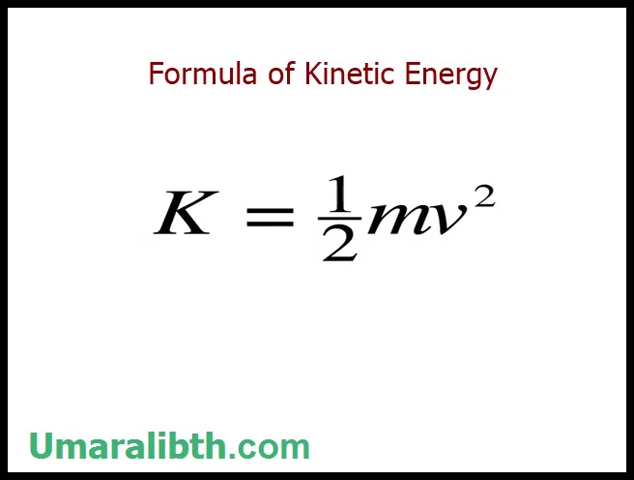 Formula of Kinetic Energy
K = 1/2 mv²
Umaralibth.com